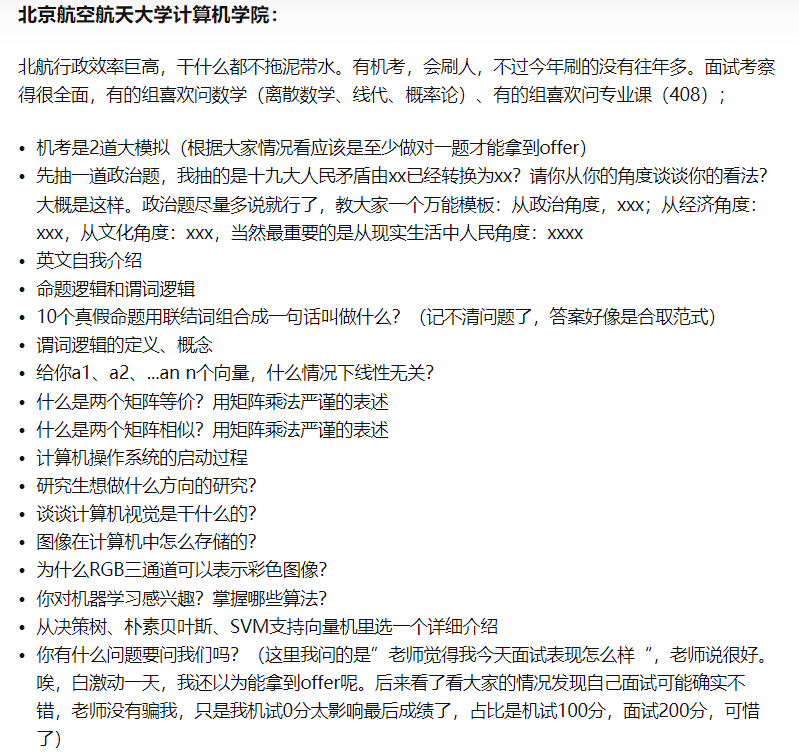 北京航空航天大学计算机学院：
北航行政效率巨高，干什么都不拖泥带水。有机考，会刷人，不过今年刷的没有往年多。面试考察
得很全面，有的组喜欢问数学（离散数学、线代、概率论）、有的组喜欢问专业课（408）；
• 机考是2道大模拟（根据大家情况看应该是至少做对一题才能拿到offer）
• 先抽一道政治题，我抽的是十九大人民矛盾由xx已经转换为xx？请你从你的角度谈谈你的看法？
大概是这样。政治题尽量多说就行了，教大家一个万能模板：从政治角度，xxx；从经济角度：
xxx，从文化角度：xxx，当然最重要的是从现实生活中人民角度：xxxx
• 英文自我介绍
• 命题逻辑和谓词逻辑
• 10个真假命题用联结词组合成一句话叫做什么？（记不清问题了，答案好像是合取范式）
• 谓词逻辑的定义、概念
• 给你a1、a2、...an n个向量，什么情况下线性无关？
• 什么是两个矩阵等价？用矩阵乘法严谨的表述
• 什么是两个矩阵相似？用矩阵乘法严谨的表述
• 计算机操作系统的启动过程
• 研究生想做什么方向的研究？
• 谈谈计算机视觉是干什么的？
• 图像在计算机中怎么存储的？
• 为什么RGB三通道可以表示彩色图像？
• 你对机器学习感兴趣？掌握哪些算法？
• 从决策树、朴素贝叶斯、SVM支持向量机里选一个详细介绍
• 你有什么问题要问我们吗？（这里我问的是”老师觉得我今天面试表现怎么样“，老师说很好。
唉，白激动一天，我还以为能拿到offer呢。后来看了看大家的情况发现自己面试可能确实不
错，老师没有骗我，只是我机试0分太影响最后成绩了，占比是机试100分，面试200分，可惜
了）